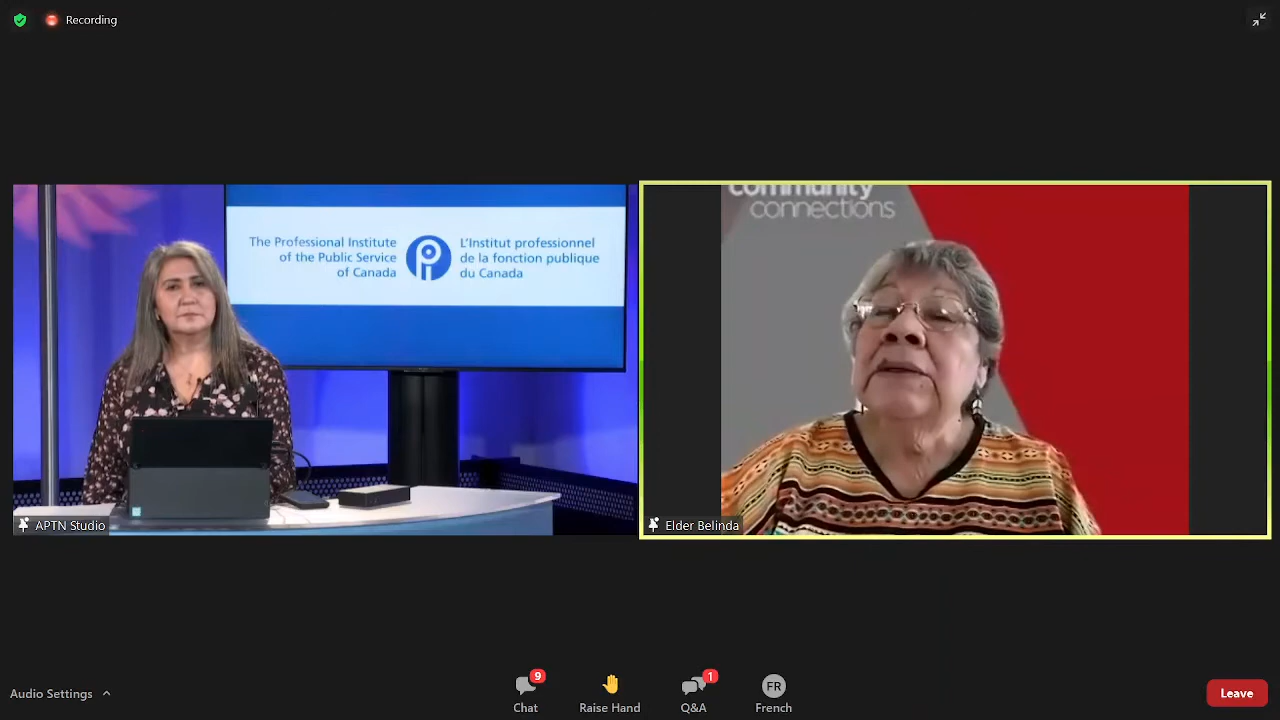 Recording
The Professional Institute
of the Public Service
of Canada
L'Institut professionnel
de la fonction publique
du Canada
community
connections
APTN Studio
Elder Belinda
Audio Settings
9
Chat
Raise Hand
1
Q&A
FR
French
Leave